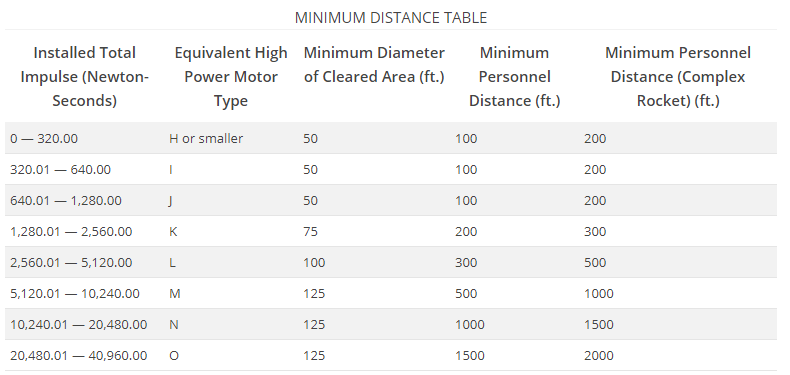 MINIMUM DISTANCE TABLE
Installed Total Impulse (Newton-Seconds) Equivalent High Power Motor Type Minimum Diameter of Cleared Area (ft.) Minimum Personnel Distance (ft.) Minimum Personnel Distance (Complex Rocket) (ft.)
0 — 320.00 H or smaller 50 100 200
320.01 — 640.00 I 50 100 200
640.01 — 1,280.00 J 50 100 200
1,280.01 — 2,560.00 K 75 200 300
2,560.01 — 5,120.00 L 100 300 500
5,120.01 — 10,240.00 M 125 500 1000
10,240.01 — 20,480.00 N 125 1000 1500
20,480.01 — 40,960.00 O 125 1500 2000